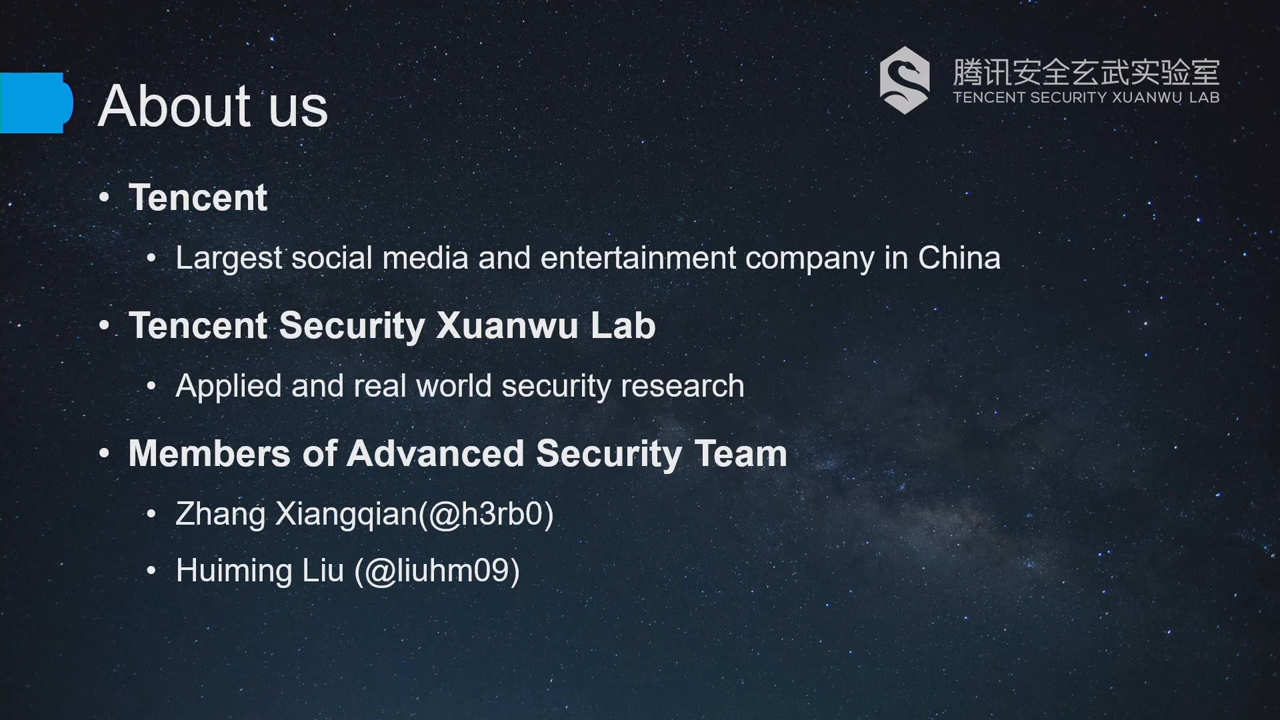 腾讯安全玄武实验室
TENCENT SECURITY XUANWU LAB
About us
• Tencent
• Largest social media and entertainment company in China
• Tencent Security Xuanwu Lab
• Applied and real world security research
• Members of Advanced Security Team
• Zhang Xiangqian(@h3rb0)
• Huiming Liu (@liuhm09)